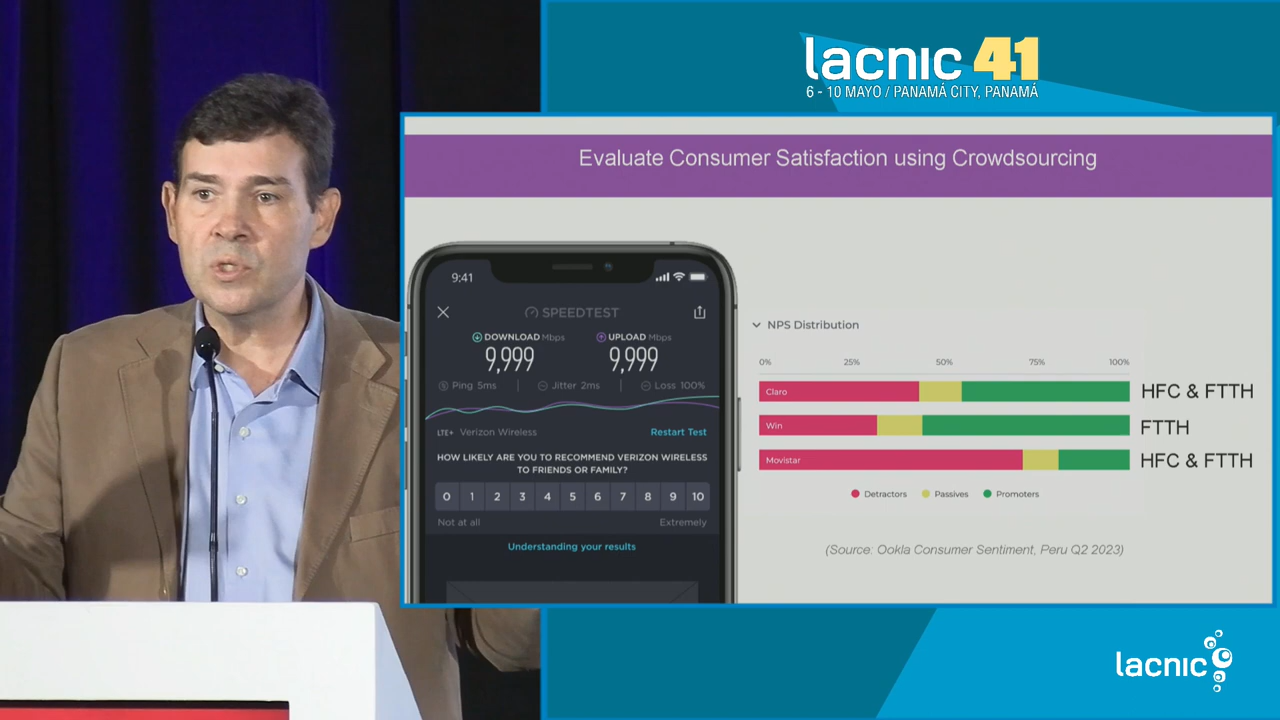 lacnic 41
6 - 10 MAYO / PANAMÁ CITY, PANAMÁ
Evaluate Consumer Satisfaction using Crowdsourcing
9:41
SPEEDTEST
DOWNLOAD Mbps
UPLOAD Mbps
9,999
9,999
Ping 5ms
Jitter 2ms
Loss 100%
LTE+ Verizon Wireless
Restart Test
HOW LIKELY ARE YOU TO RECOMMEND VERIZON WIRELESS
TO FRIENDS OR FAMILY?
0 1 2 3 4 5 6 7 8 9 10
Not at all
Extremely
Understanding your results
NPS Distribution
0% 25% 50% 75% 100%
Claro
HFC & FTTH
Win
FTTH
Movistar
HFC & FTTH
Detractors
Passives
Promoters
(Source: Ookla Consumer Sentiment, Peru Q2 2023)
lacnic